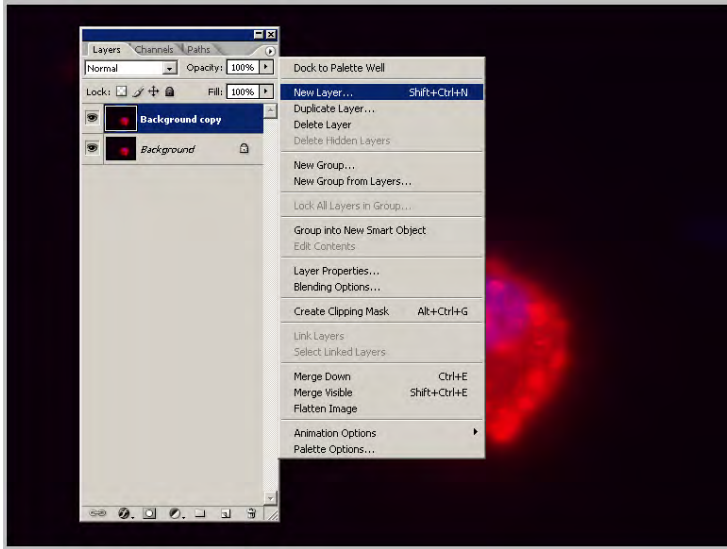 Layers Channels Paths
Normal Opacity: 100%
Lock: Fill: 100%
Background copy
Background
Dock to Palette Well
New Layer... Shift+Ctrl+N
Duplicate Layer...
Delete Layer
Delete Hidden Layers
New Group...
New Group from Layers...
Lock All Layers in Group...
Group into New Smart Object
Edit Contents
Layer Properties...
Blending Options...
Create Clipping Mask Alt+Ctrl+G
Link Layers
Select Linked Layers
Merge Down Ctrl+E
Merge Visible Shift+Ctrl+E
Flatten Image
Animation Options
Palette Options...